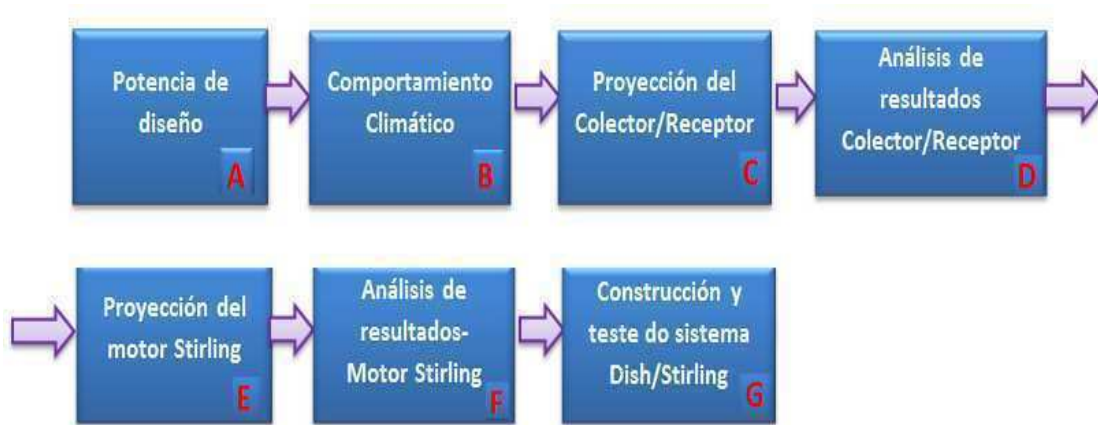 Potencia de
diseño
A
Comportamiento
Climático
B
Proyección del
Colector/Receptor
C
Análisis de
resultados
Colector/Receptor
D
Proyección del
motor Stirling
E
Análisis de
resultados-
Motor Stirling
F
Construcción y
teste do sistema
Dish/Stirling
G